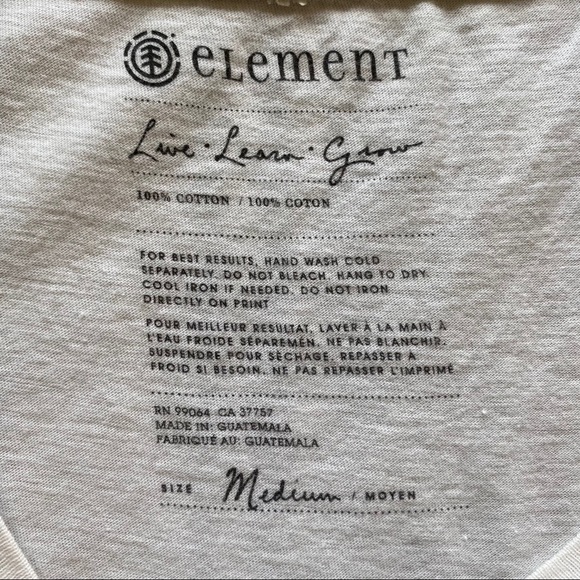 eLement
Live · Learn · Grow
100% COTTON / 100% COTON
FOR BEST RESULTS, HAND WASH COLD
SEPARATELY. DO NOT BLEACH. HANG TO DRY.
COOL IRON IF NEEDED. DO NOT IRON
DIRECTLY ON PRINT
POUR MEILLEUR RESULTAT, LAVER À LA MAIN À
L'EAU FROIDE SÉPAREMÉN. NE PAS BLANCHIR.
SUSPENDRE POUR SÈCHAGE. REPASSER À
FROID SI BESOIN. NE PAS REPASSER L'IMPRIMÉ
RN 99064 CA 37757
MADE IN: GUATEMALA
FABRIQUÉ AU: GUATEMALA
SIZE Medium / MOYEN